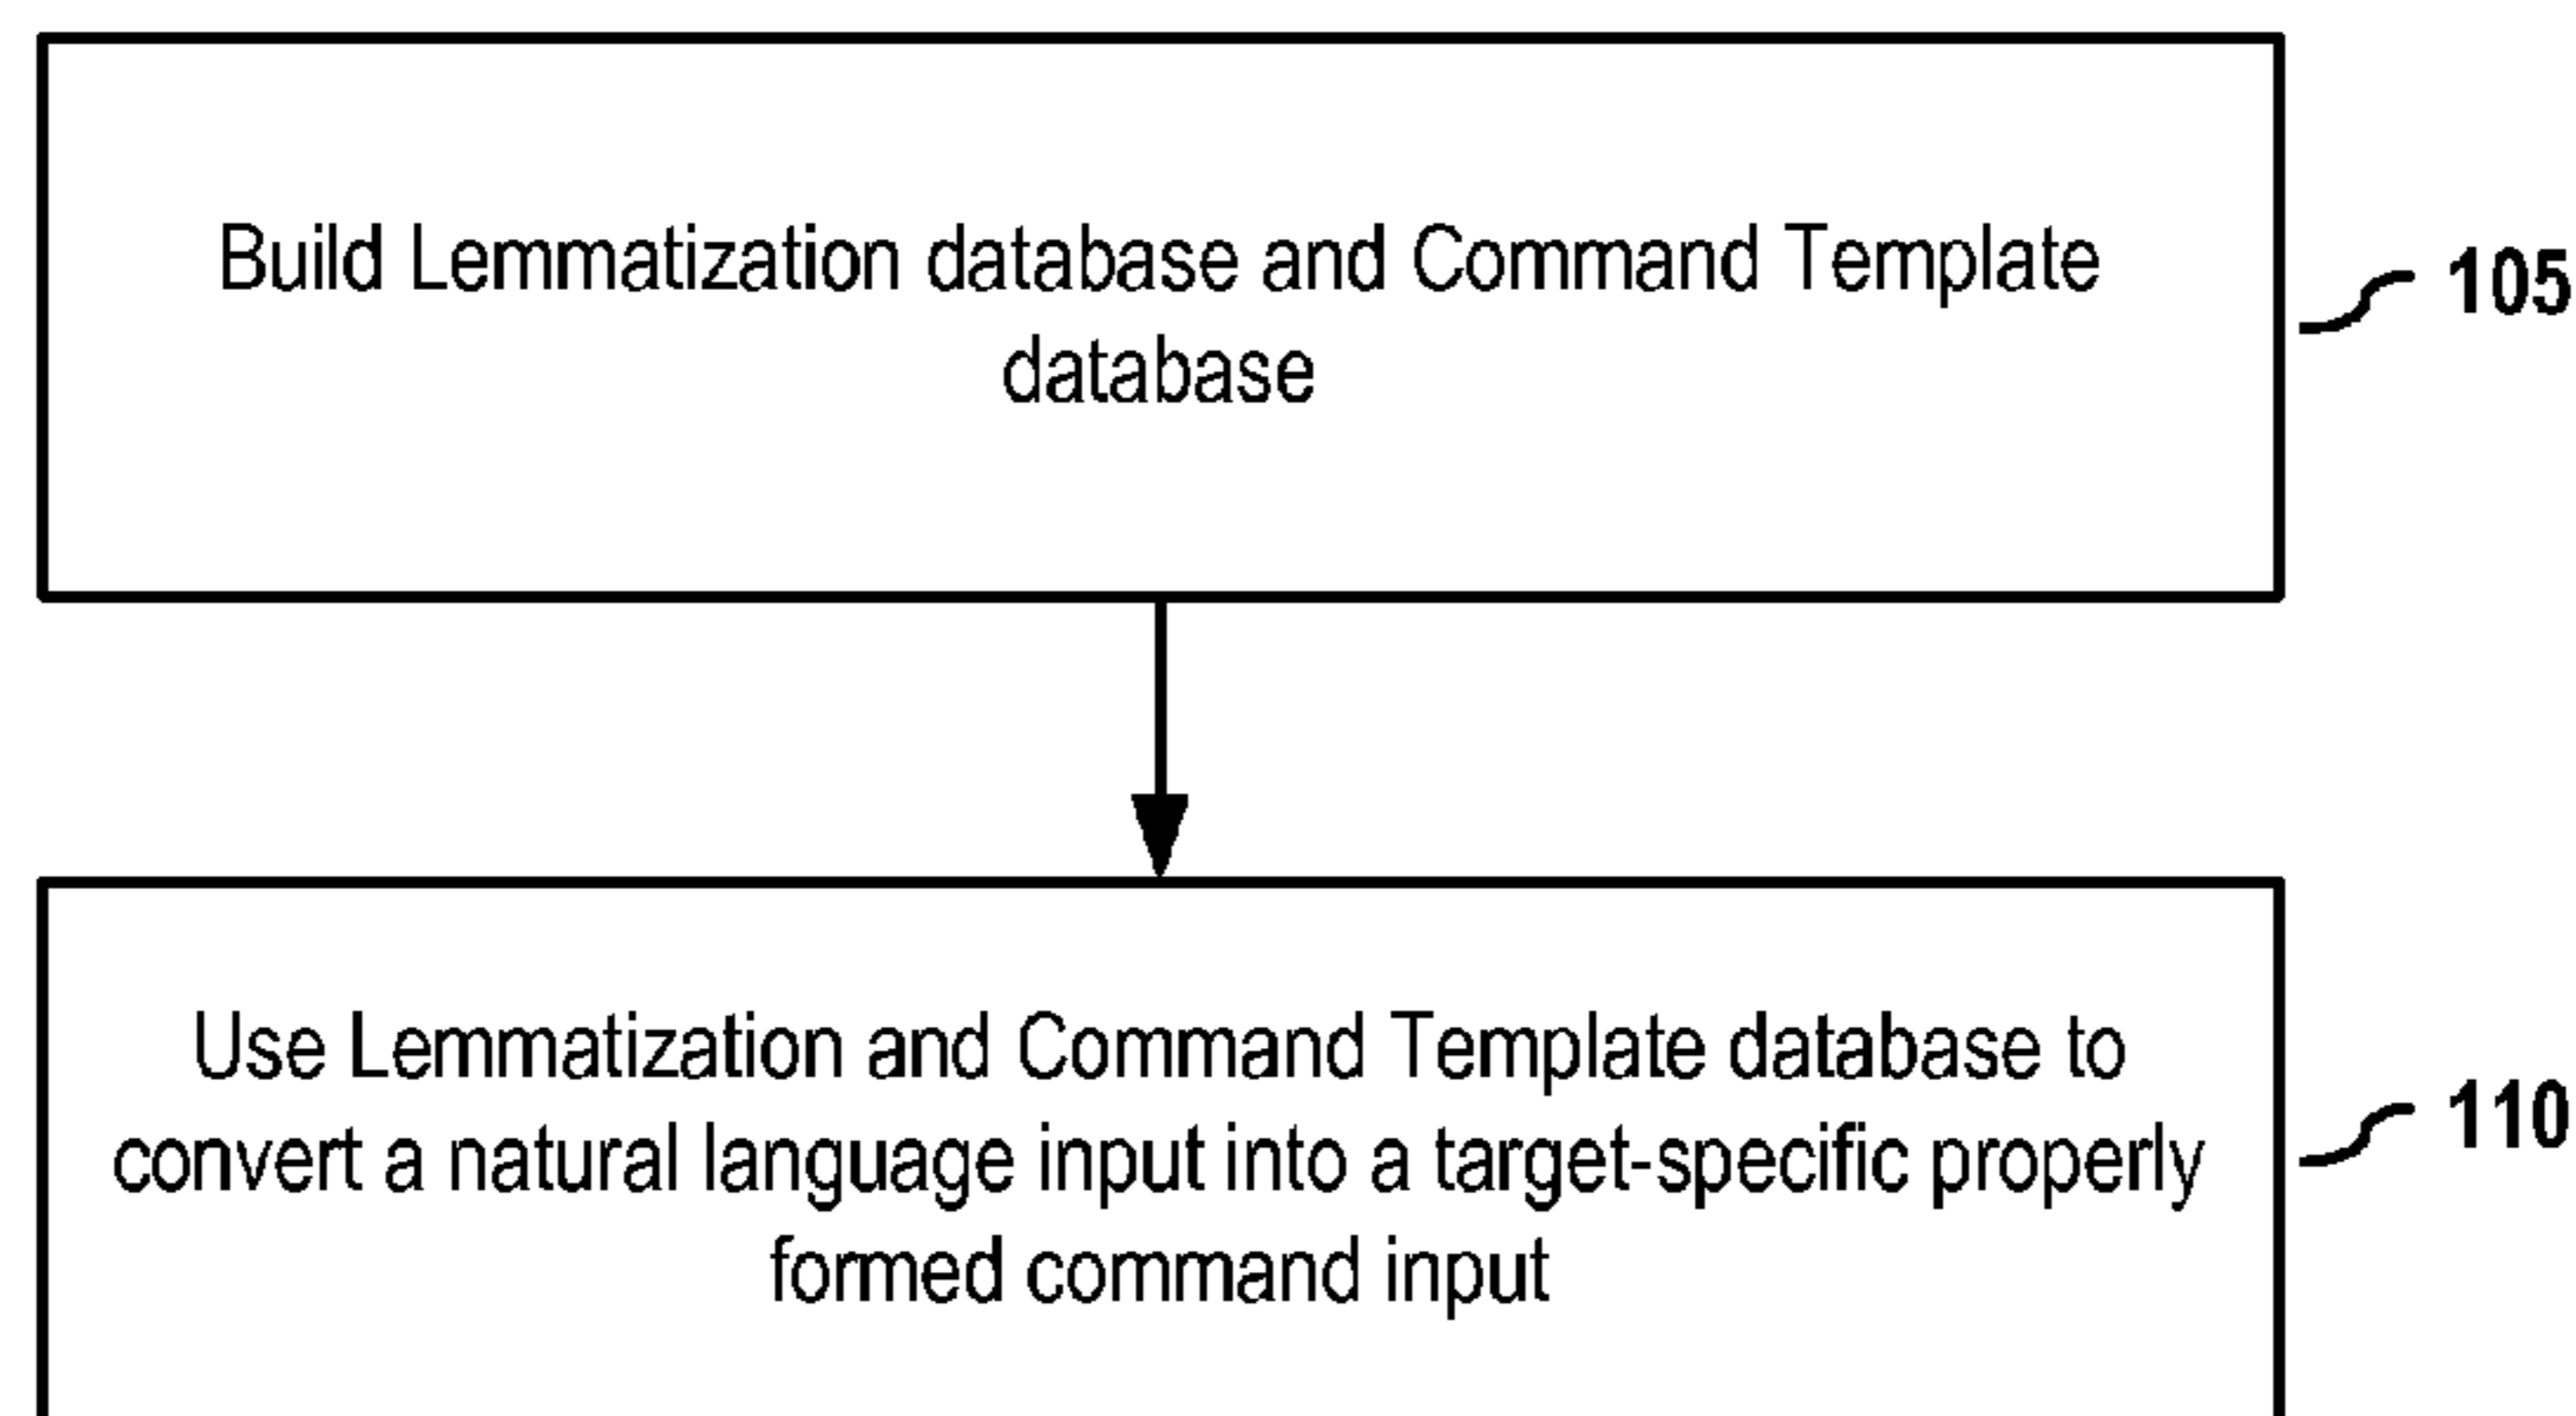 Build Lemmatization database and Command Template
database
105
Use Lemmatization and Command Template database to
convert a natural language input into a target-specific properly
formed command input
110